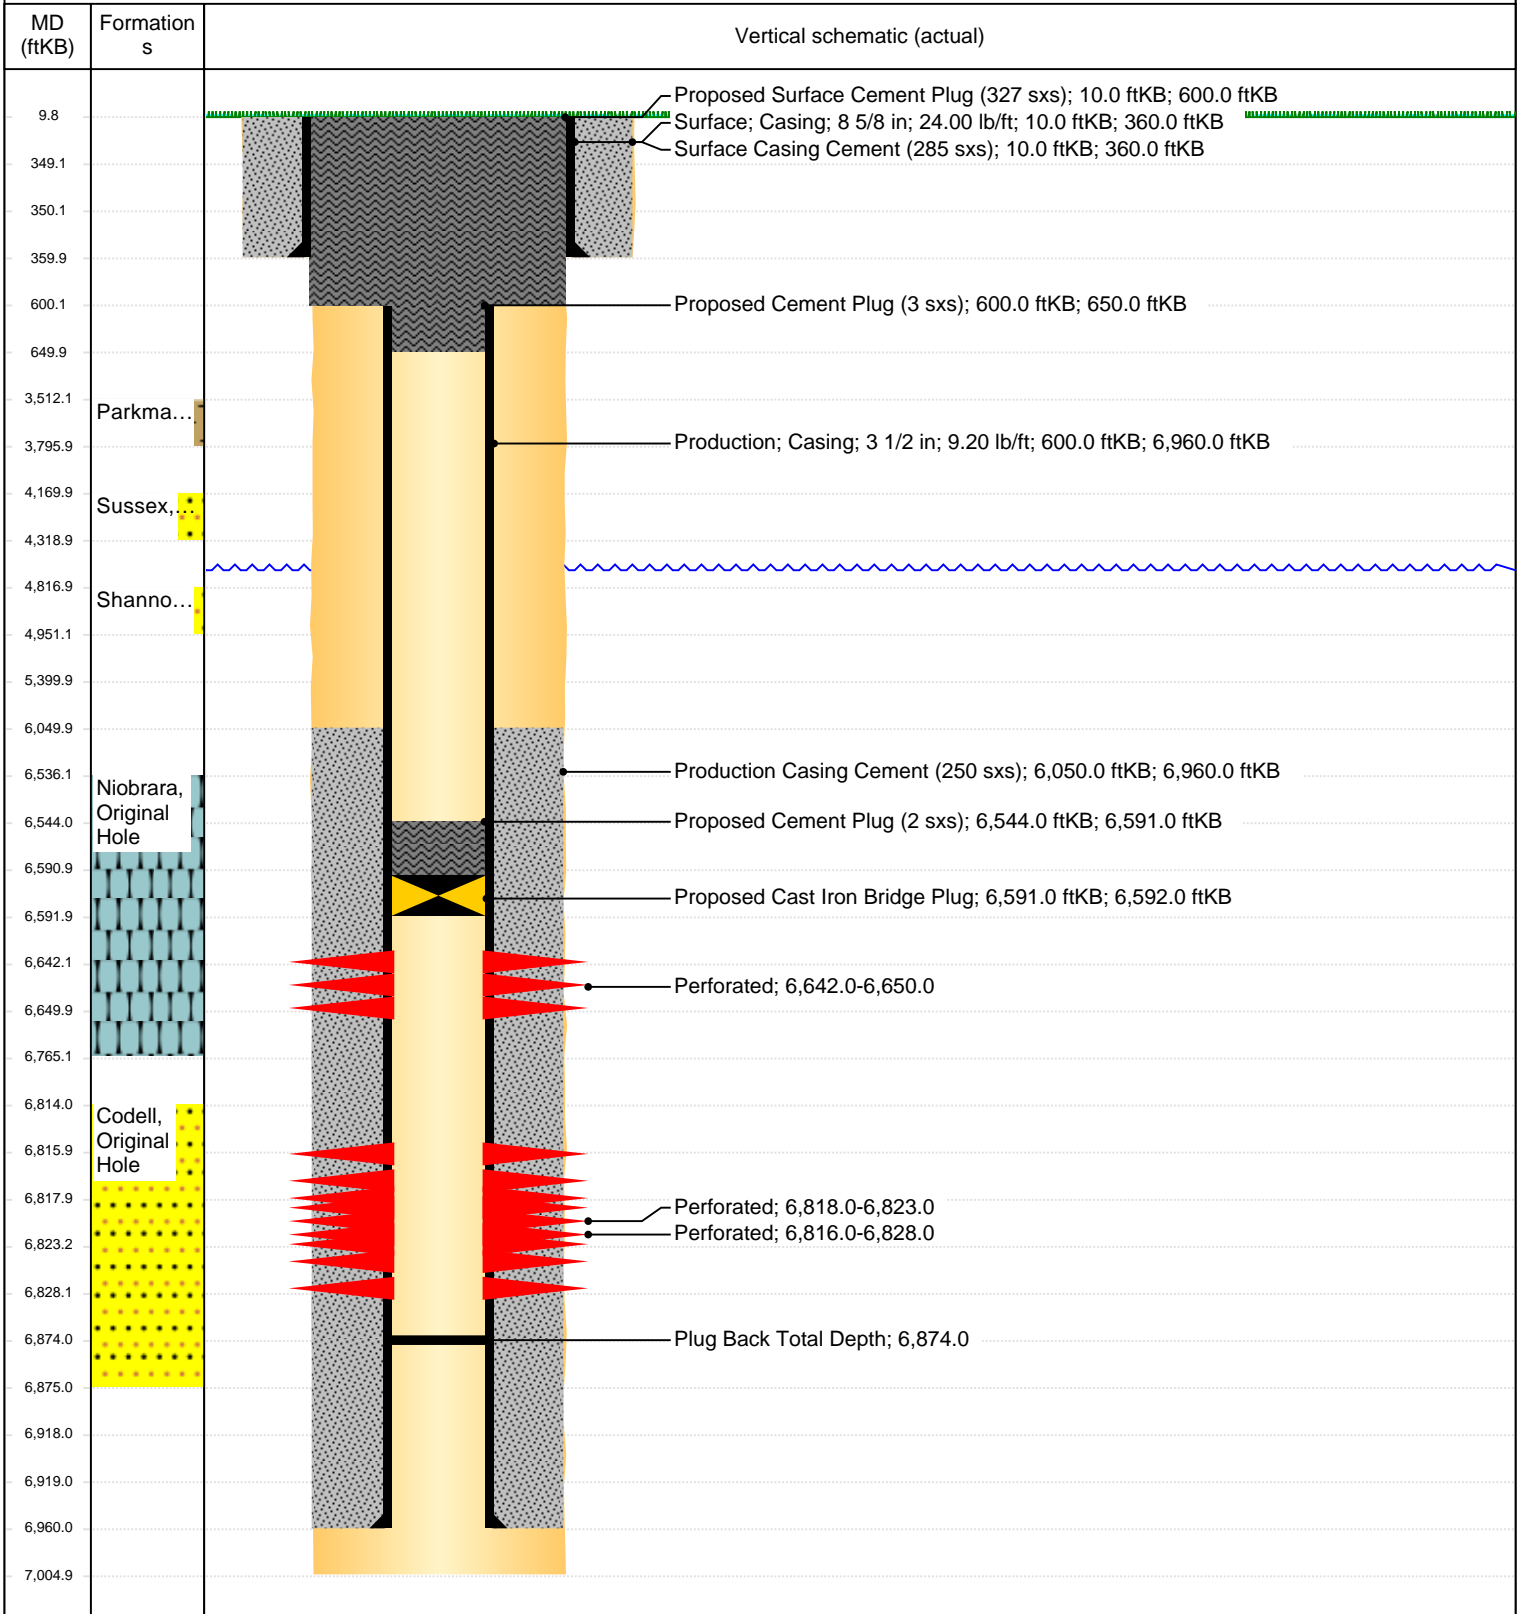 MD
(ftKB)
Formation
s
Vertical schematic (actual)
9.8
349.1
350.1
359.9
600.1
649.9
3,512.1
3,795.9
4,169.9
4,318.9
4,816.9
4,951.1
5,399.9
6,049.9
6,536.1
6,544.0
6,590.9
6,591.9
6,642.1
6,649.9
6,765.1
6,814.0
6,815.9
6,817.9
6,823.2
6,828.1
6,874.0
6,875.0
6,918.0
6,919.0
6,960.0
7,004.9
Parkma…
Sussex,…
Shanno…
Niobrara,
Original
Hole
Codell,
Original
Hole
Proposed Surface Cement Plug (327 sxs); 10.0 ftKB; 600.0 ftKB
Surface; Casing; 8 5/8 in; 24.00 lb/ft; 10.0 ftKB; 360.0 ftKB
Surface Casing Cement (285 sxs); 10.0 ftKB; 360.0 ftKB
Proposed Cement Plug (3 sxs); 600.0 ftKB; 650.0 ftKB
Production; Casing; 3 1/2 in; 9.20 lb/ft; 600.0 ftKB; 6,960.0 ftKB
Production Casing Cement (250 sxs); 6,050.0 ftKB; 6,960.0 ftKB
Proposed Cement Plug (2 sxs); 6,544.0 ftKB; 6,591.0 ftKB
Proposed Cast Iron Bridge Plug; 6,591.0 ftKB; 6,592.0 ftKB
Perforated; 6,642.0-6,650.0
Perforated; 6,818.0-6,823.0
Perforated; 6,816.0-6,828.0
Plug Back Total Depth; 6,874.0